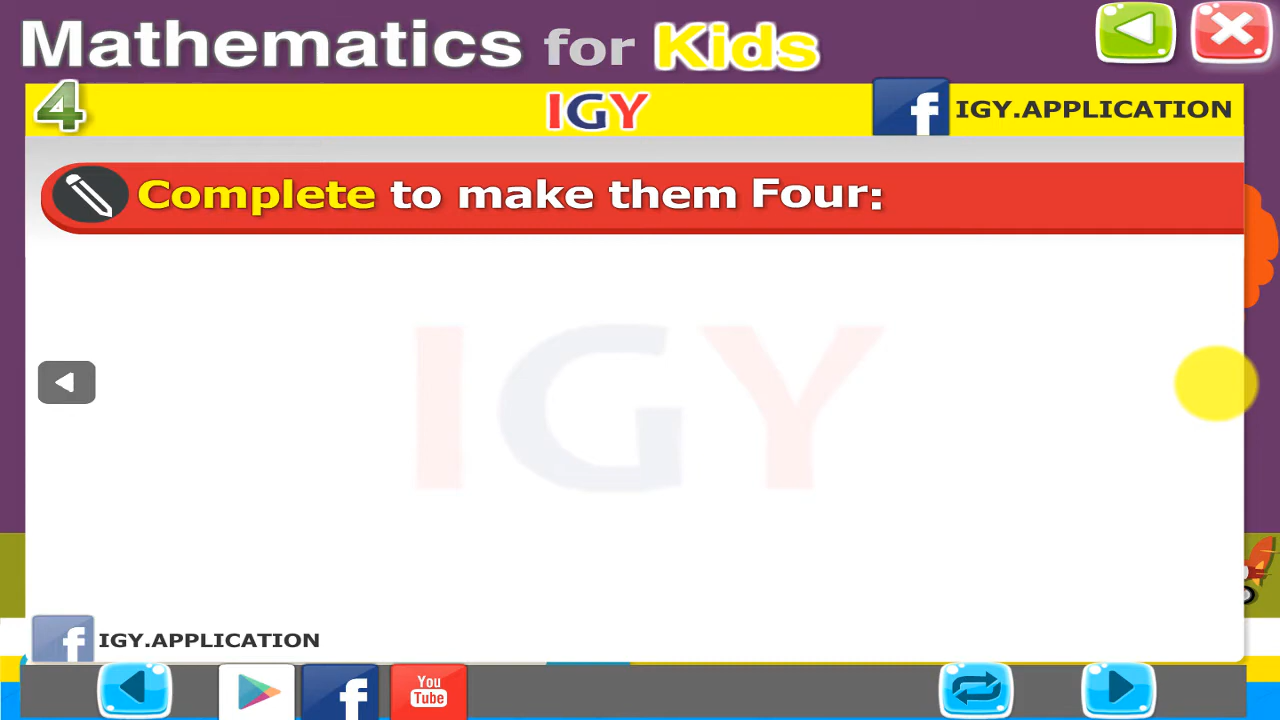 Mathematics for Kids
4
IGY
f IGY.APPLICATION
Complete to make them Four:
IGY
f IGY.APPLICATION
f
You
Tube